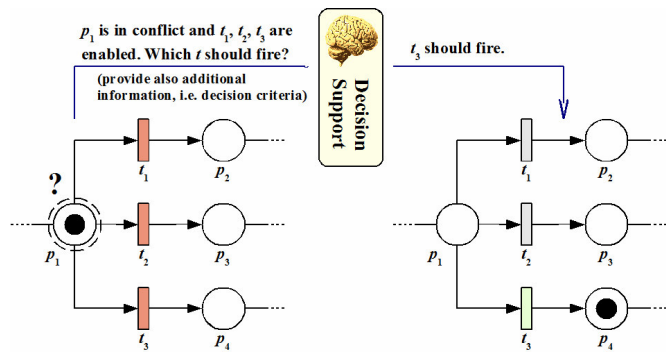 p1 is in conflict and t1, t2, t3 are
enabled. Which t should fire?
(provide also additional
information, i.e. decision criteria)
Decision
Support
t3 should fire.
?
p1
t1
p2
t2
p3
t3
p4
p1
t1
p2
t2
p3
t3
p4